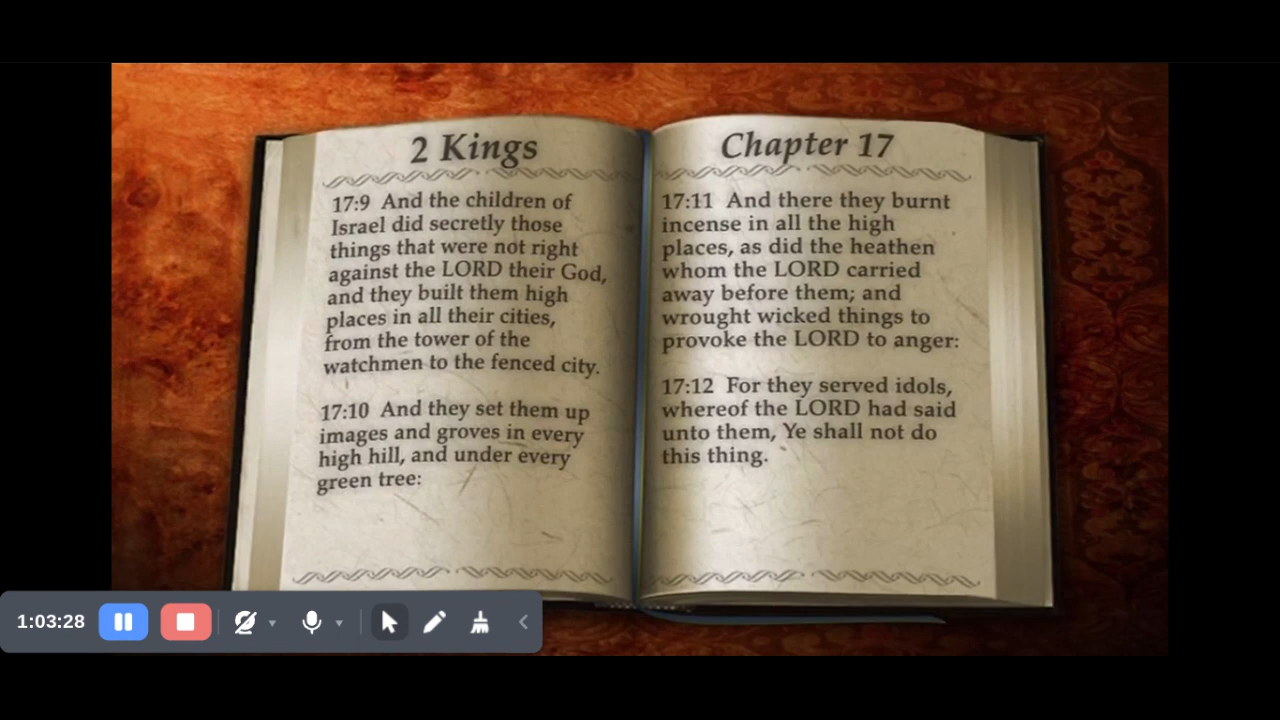 2 Kings
17:9 And the children of
Israel did secretly those
things that were not right
against the LORD their God,
and they built them high
places in all their cities,
from the tower of the
watchmen to the fenced city.
17:10 And they set them up
images and groves in every
high hill, and under every
green tree:
Chapter 17
17:11 And there they burnt
incense in all the high
places, as did the heathen
whom the LORD carried
away before them; and
wrought wicked things to
provoke the LORD to anger:
17:12 For they served idols,
whereof the LORD had said
unto them, Ye shall not do
this thing.
1:03:28